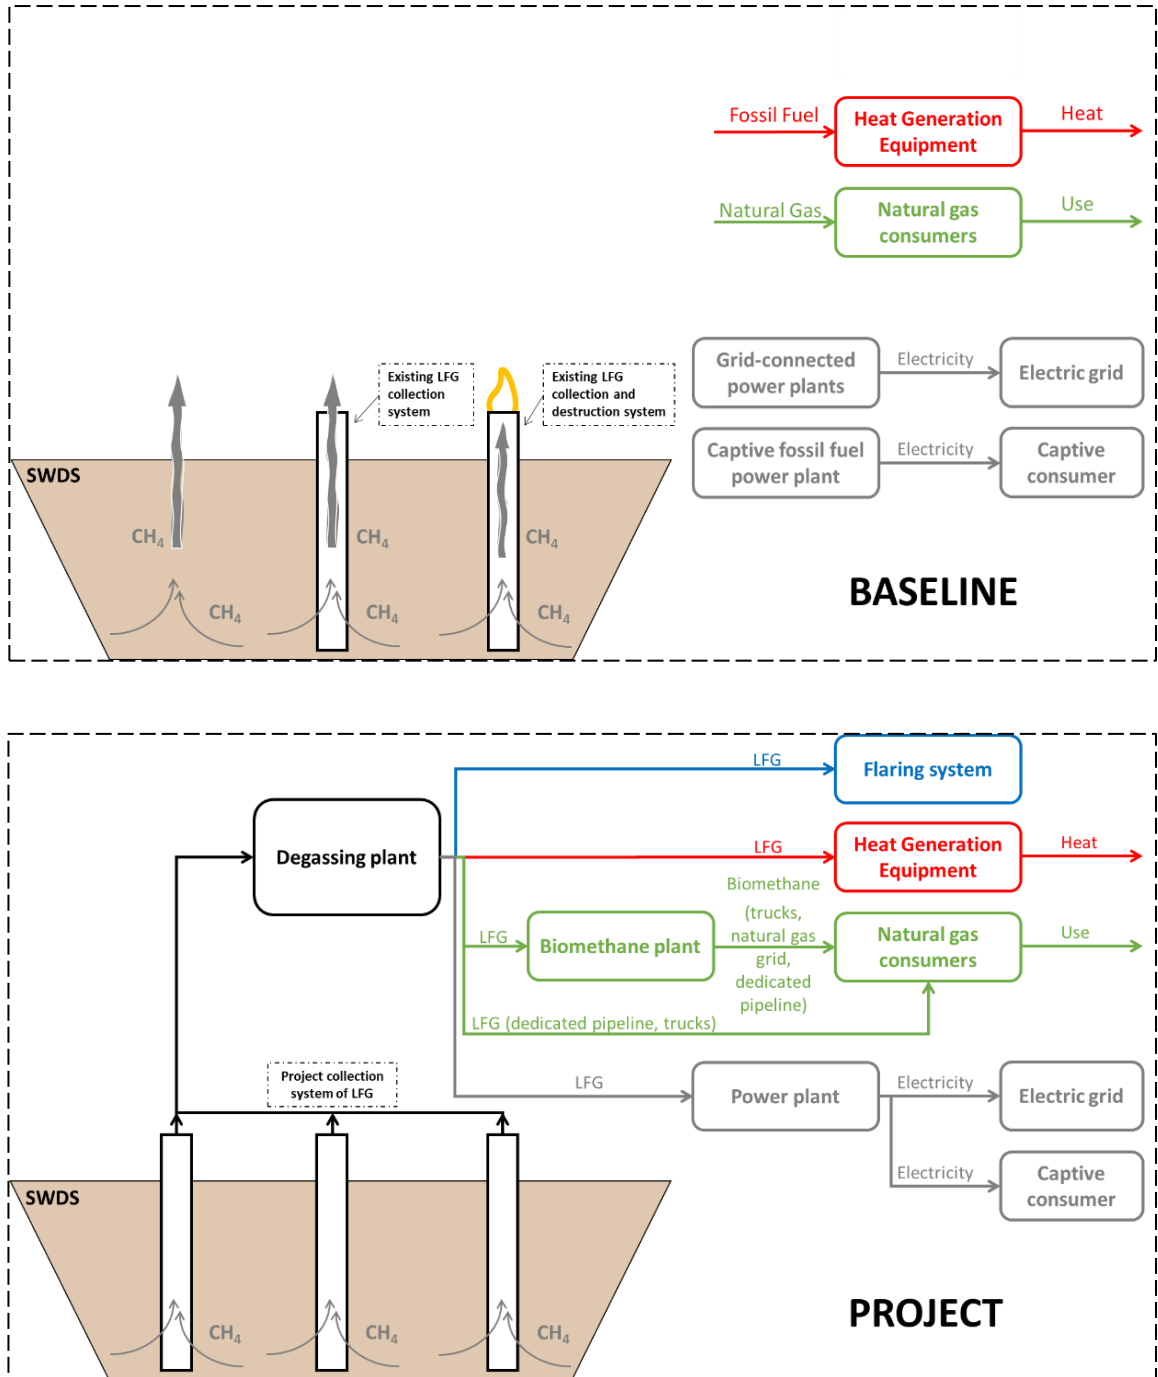 Fossil Fuel
Heat Generation
Equipment
Heat
Natural Gas
Natural gas
consumers
Use
Existing LFG
collection
system
Existing LFG
collection and
destruction system
Grid-connected
power plants
Electricity
Electric grid
Captive fossil fuel
power plant
Electricity
Captive
consumer
SWDS
CH4
CH4
CH4
CH4
CH4
CH4
BASELINE
LFG
Flaring system
Degassing plant
LFG
Heat Generation
Equipment
Heat
LFG
Biomethane plant
Biomethane
(trucks,
natural gas
grid,
dedicated
pipeline)
Natural gas
consumers
Use
LFG (dedicated pipeline, trucks)
Project collection
system of LFG
LFG
Power plant
Electricity
Electric grid
Electricity
Captive
consumer
SWDS
CH4
CH4
CH4
PROJECT